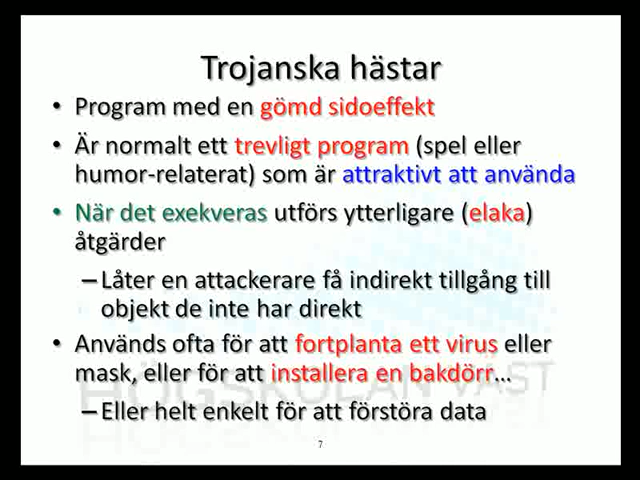 Trojanska hästar
• Program med en gömd sidoeffekt
• Är normalt ett trevligt program (spel eller
humor-relaterat) som är attraktivt att använda
• När det exekveras utförs ytterligare (elaka)
åtgärder
–Låter en attackerare få indirekt tillgång till
objekt de inte har direkt
• Används ofta för att fortplanta ett virus eller
mask, eller för att installera en bakdörr...
HÖGSKOLAN VÄST
–Eller helt enkelt för att förstöra data
7